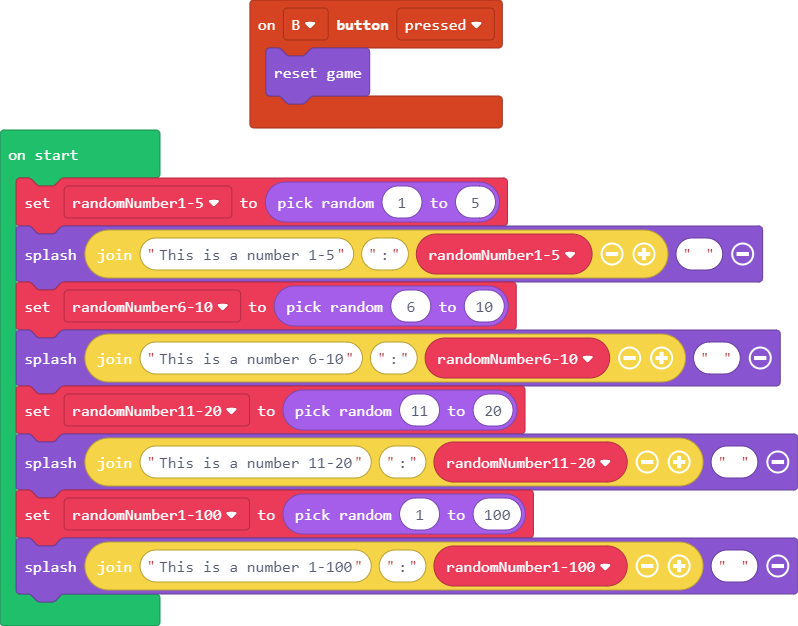 on B button pressed
reset game
on start
set randomNumber1-5 to pick random 1 to 5
splash join "This is a number 1-5" ":" randomNumber1-5 " "
set randomNumber6-10 to pick random 6 to 10
splash join "This is a number 6-10" ":" randomNumber6-10 " "
set randomNumber11-20 to pick random 11 to 20
splash join "This is a number 11-20" ":" randomNumber11-20 " "
set randomNumber1-100 to pick random 1 to 100
splash join "This is a number 1-100" ":" randomNumber1-100 " "